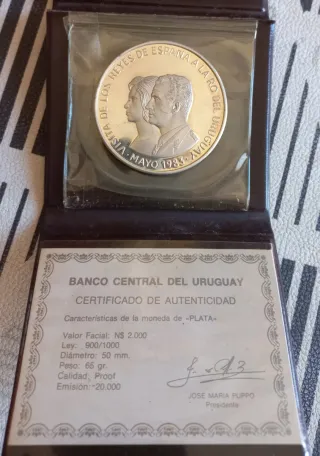 VISITA DE LOS REYES DE ESPAÑA A LA RO DEL URUGUAY
· MAYO 1983 ·
BANCO CENTRAL DEL URUGUAY
CERTIFICADO DE AUTENTICIDAD
Características de la moneda de «PLATA»
Valor Facial: N$ 2.000
Ley: 900/1000
Diámetro: 50 mm.
Peso: 65 gr.
Calidad: Proof
Emisión: 20.000
JOSE MARIA PUPPO
Presidente